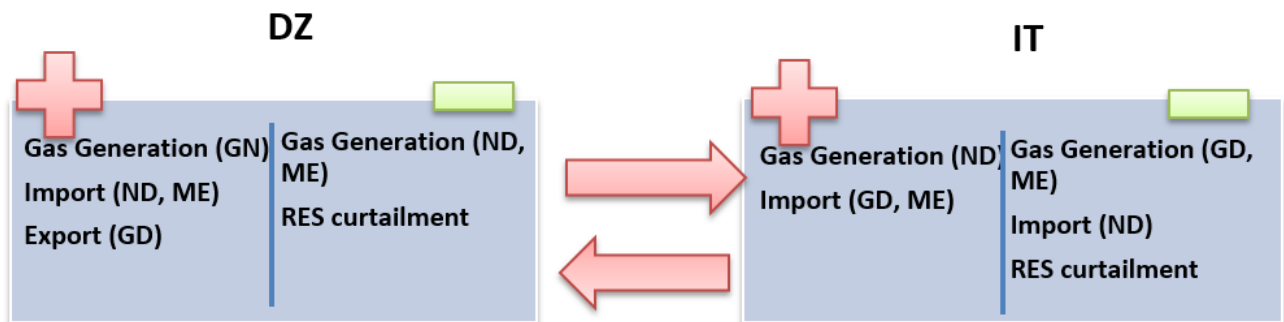 DZ
Gas Generation (GN)
Import (ND, ME)
Export (GD)
Gas Generation (ND,
ME)
RES curtailment
IT
Gas Generation (ND)
Import (GD, ME)
Gas Generation (GD,
ME)
Import (ND)
RES curtailment